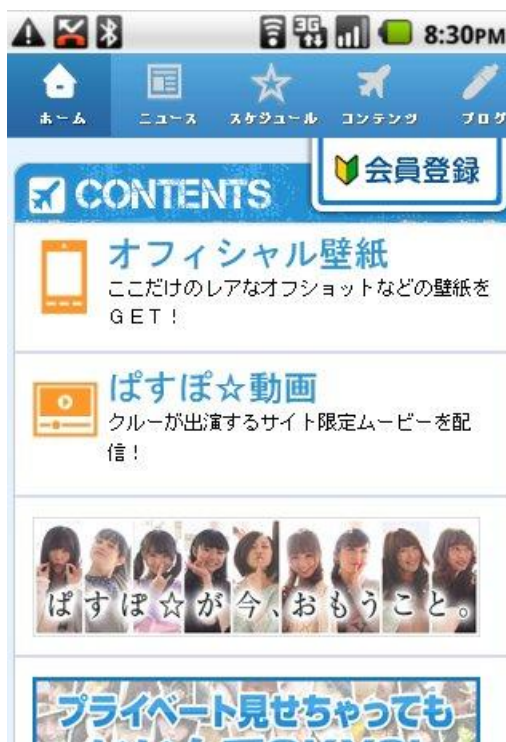 3G
8:30PM
ホーム
ニュース
スケジュール
コンテンツ
ブログ
会員登録
CONTENTS
オフィシャル壁紙
ここだけのレアなオフショットなどの壁紙を
GET!
ぱすぽ☆動画
クルーが出演するサイト限定ムービーを配
信!
ぱすぽ☆が今、おもうこと。
プライベート見せちゃっても